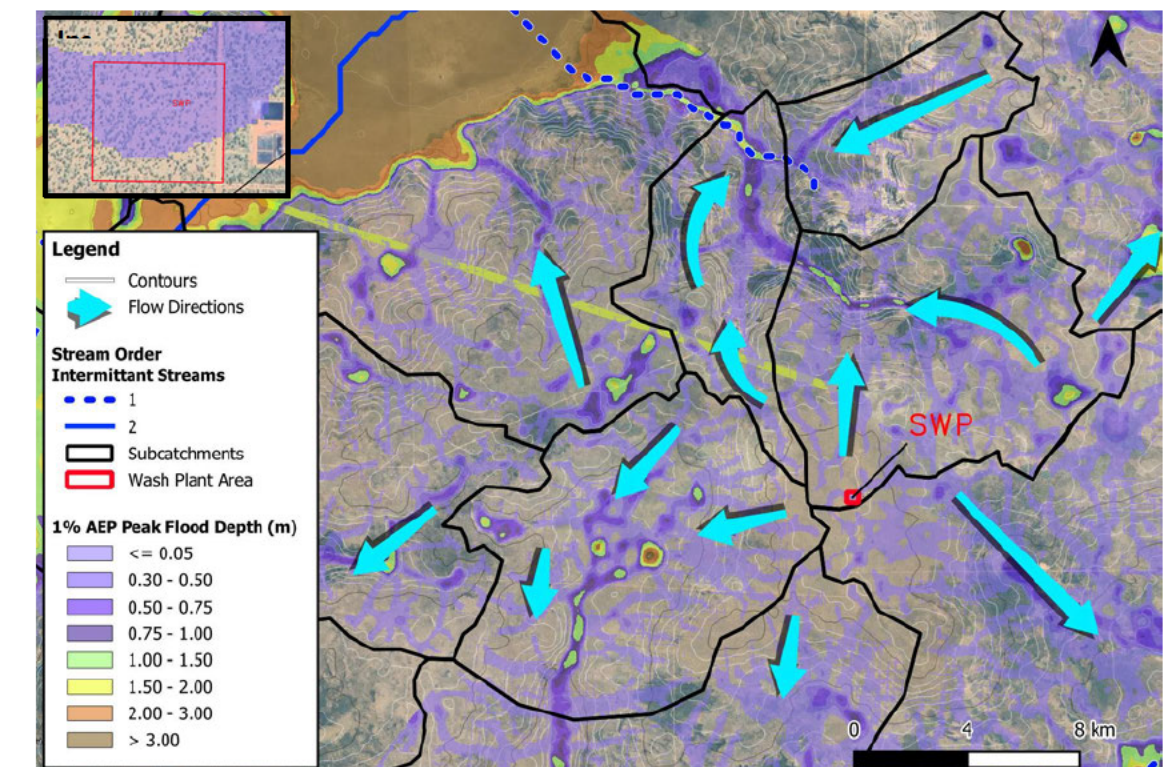 SWP
Legend
Contours
Flow Directions
Stream Order
Intermittant Streams
1
2
Subcatchments
Wash Plant Area
1% AEP Peak Flood Depth (m)
<= 0.05
0.30 - 0.50
0.50 - 0.75
0.75 - 1.00
1.00 - 1.50
1.50 - 2.00
2.00 - 3.00
> 3.00
SWP
0 4 8 km